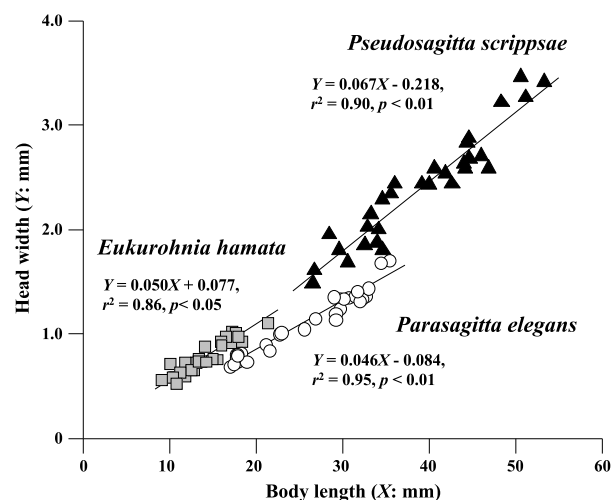 4.0
Pseudosagitta scrippsae
Y = 0.067X - 0.218,
r² = 0.90, p < 0.01
3.0
Head width (Y: mm)
2.0
Eukurohnia hamata
Y = 0.050X + 0.077,
r² = 0.86, p< 0.05
1.0
Parasagitta elegans
Y = 0.046X - 0.084,
r² = 0.95, p < 0.01
0
0 10 20 30 40 50 60
Body length (X: mm)